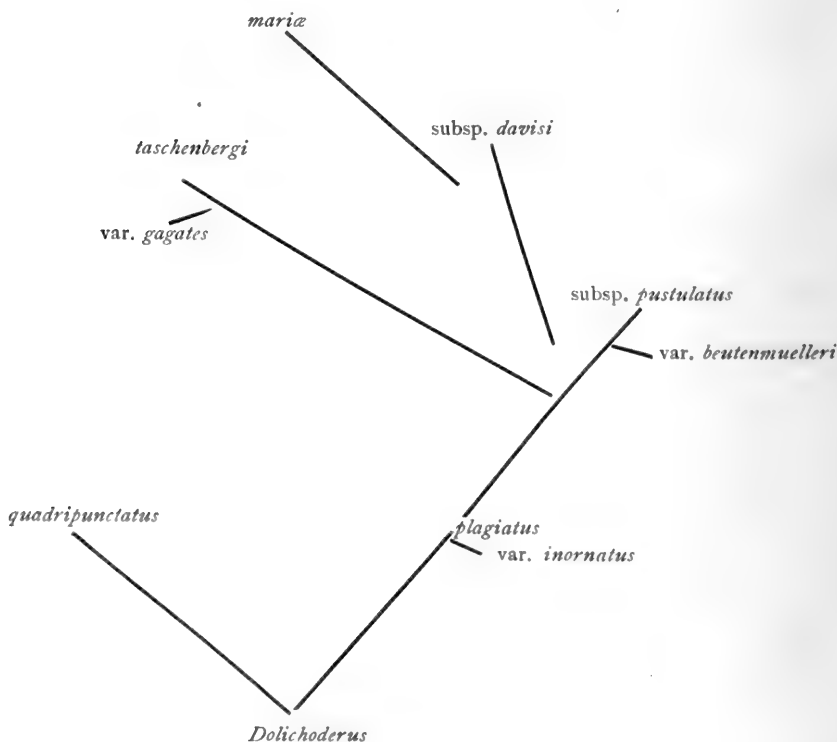 mariæ
subsp. davisi
taschenbergi
var. gagates
subsp. pustulatus
var. beutenmuelleri
quadripunctatus
plagiatus
var. inornatus
Dolichoderus